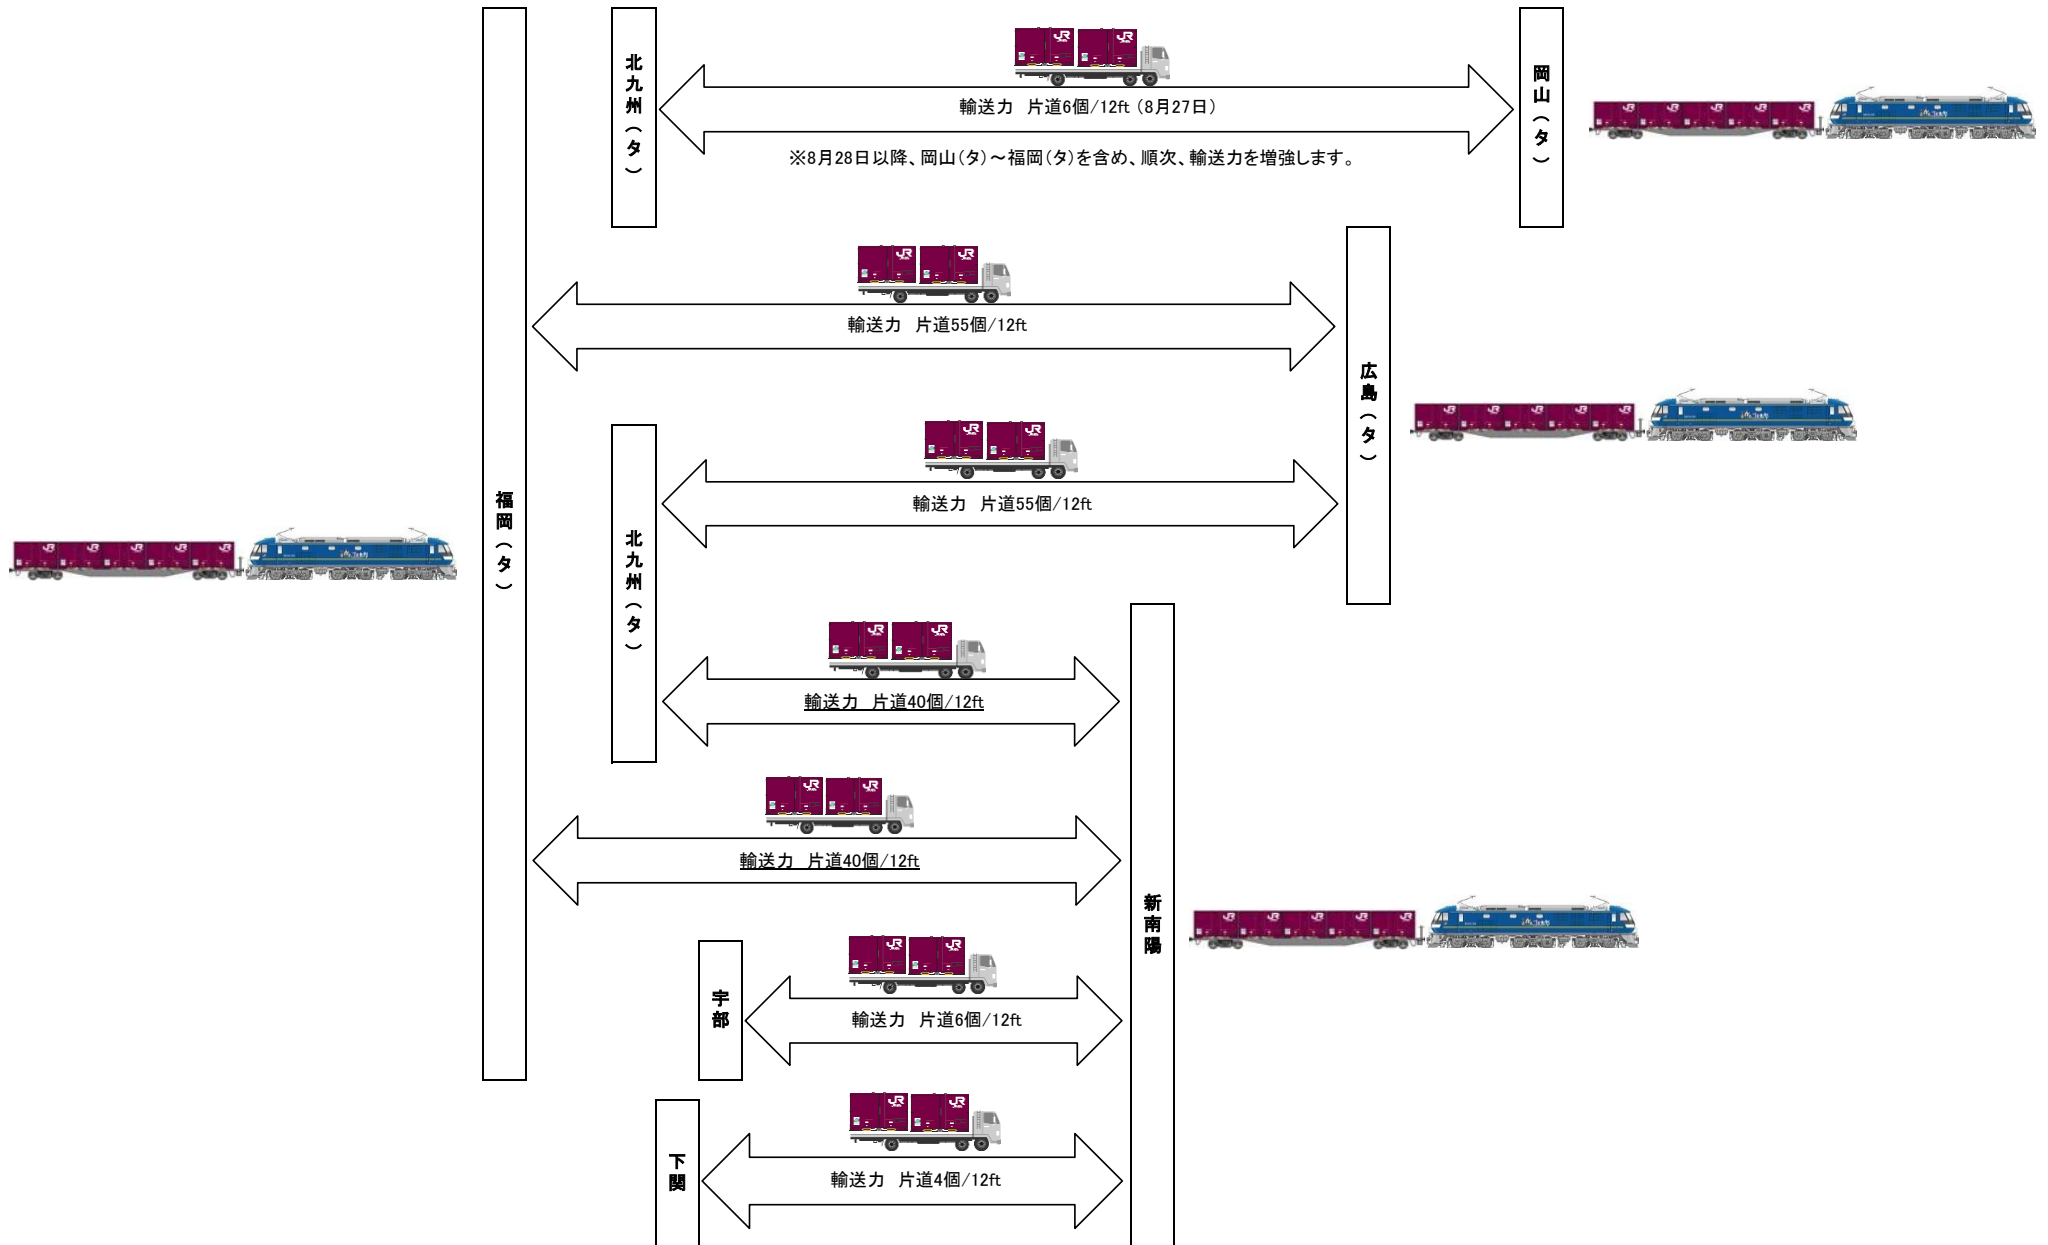 北九州(タ)
岡山(タ)
輸送力　片道6個/12ft (8月27日)
※8月28日以降、岡山(タ)~福岡(タ)を含め、順次、輸送力を増強します。
輸送力　片道55個/12ft
広島(タ)
福岡(タ)
北九州(タ)
輸送力　片道55個/12ft
輸送力　片道40個/12ft
輸送力　片道40個/12ft
新南陽
宇部
輸送力　片道6個/12ft
下関
輸送力　片道4個/12ft